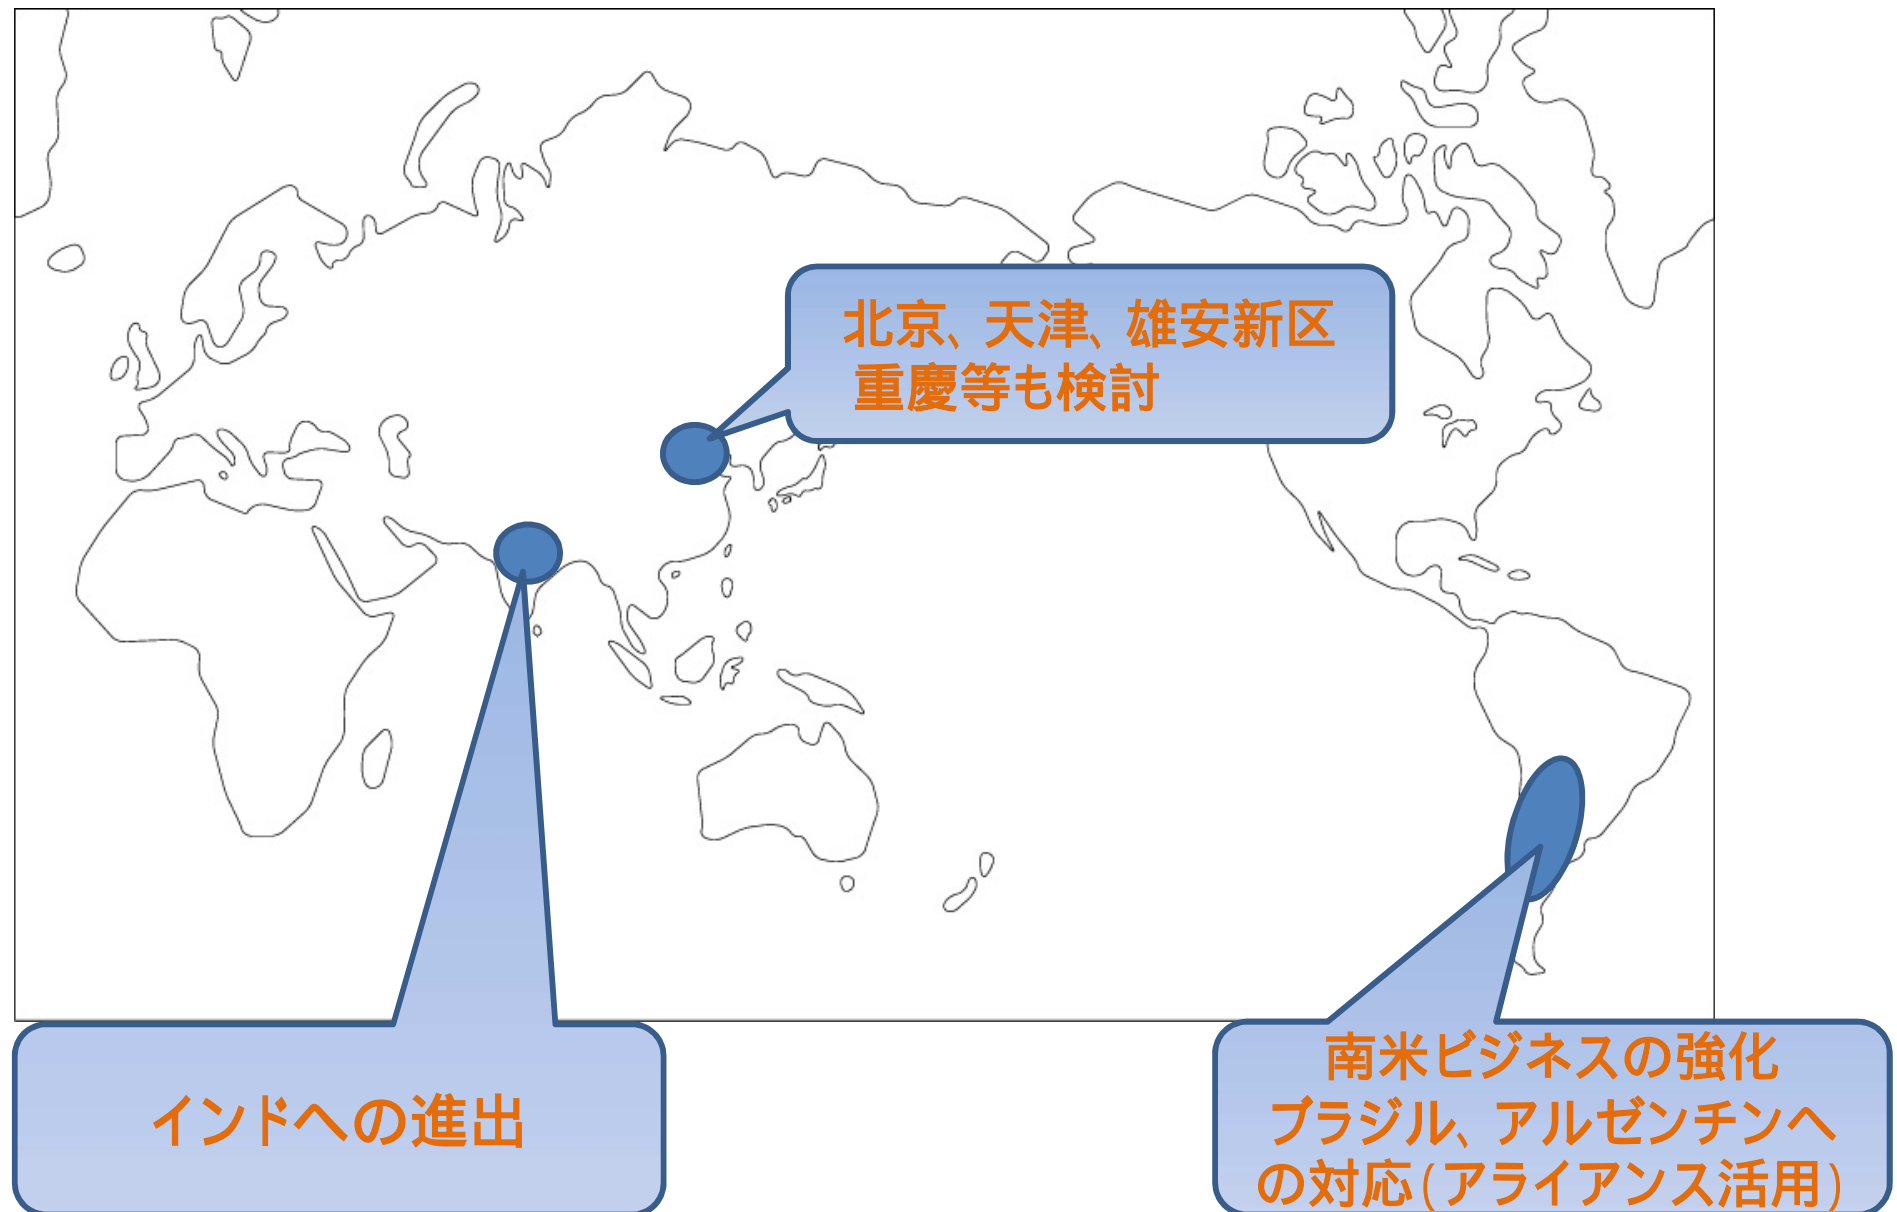 北京、天津、雄安新区
重慶等も検討
インドへの進出
南米ビジネスの強化
ブラジル、アルゼンチンへ
の対応(アライアンス活用)